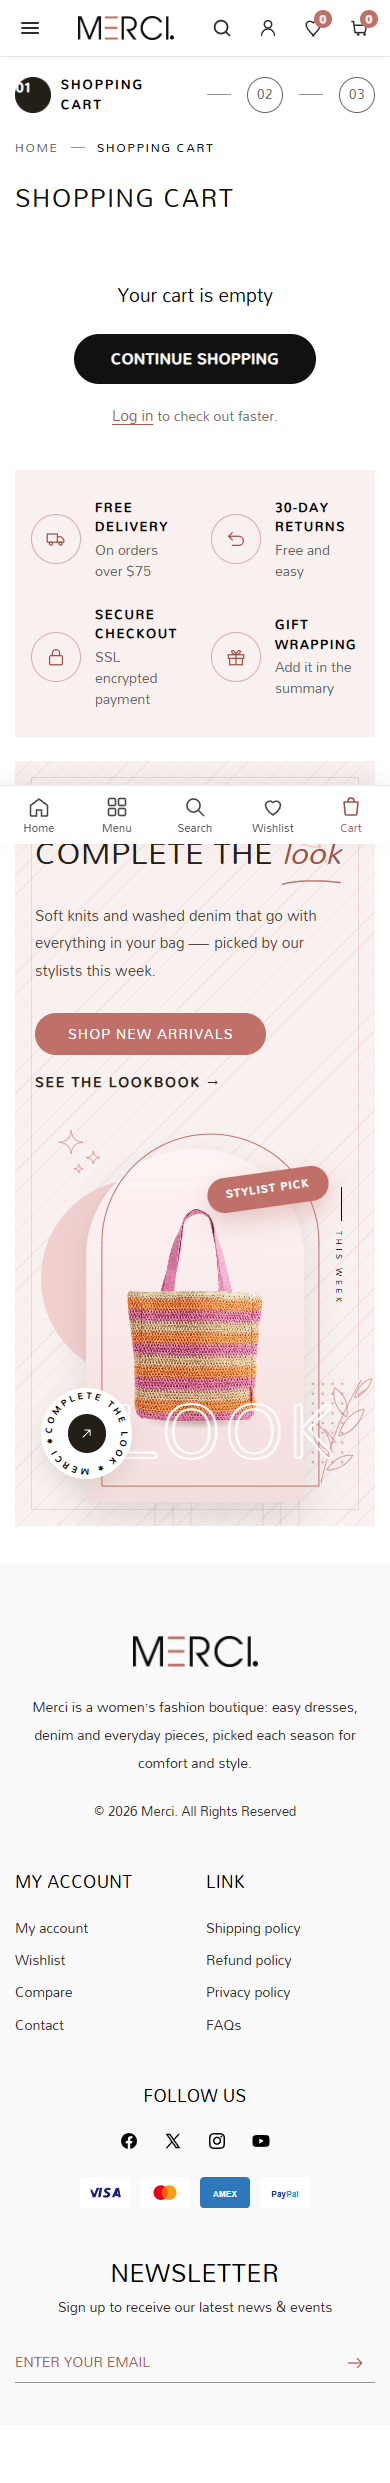 MERCI.
0
0
01
SHOPPING
CART
02
03
HOME — SHOPPING CART
SHOPPING CART
Your cart is empty
CONTINUE SHOPPING
Log in to check out faster.
FREE
DELIVERY
On orders
over $75
30-DAY
RETURNS
Free and
easy
SECURE
CHECKOUT
SSL
encrypted
payment
GIFT
WRAPPING
Add it in the
summary
Home
Menu
Search
Wishlist
Cart
COMPLETE THE look
Soft knits and washed denim that go with
everything in your bag — picked by our
stylists this week.
SHOP NEW ARRIVALS
SEE THE LOOKBOOK →
STYLIST PICK
THIS WEEK
LOOK
COMPLETE THE LOOK * MERCI *
MERCI.
Merci is a women's fashion boutique: easy dresses,
denim and everyday pieces, picked each season for
comfort and style.
© 2026 Merci. All Rights Reserved
MY ACCOUNT
My account
Wishlist
Compare
Contact
LINK
Shipping policy
Refund policy
Privacy policy
FAQs
FOLLOW US
VISA
AMEX
PayPal
NEWSLETTER
Sign up to receive our latest news & events
ENTER YOUR EMAIL